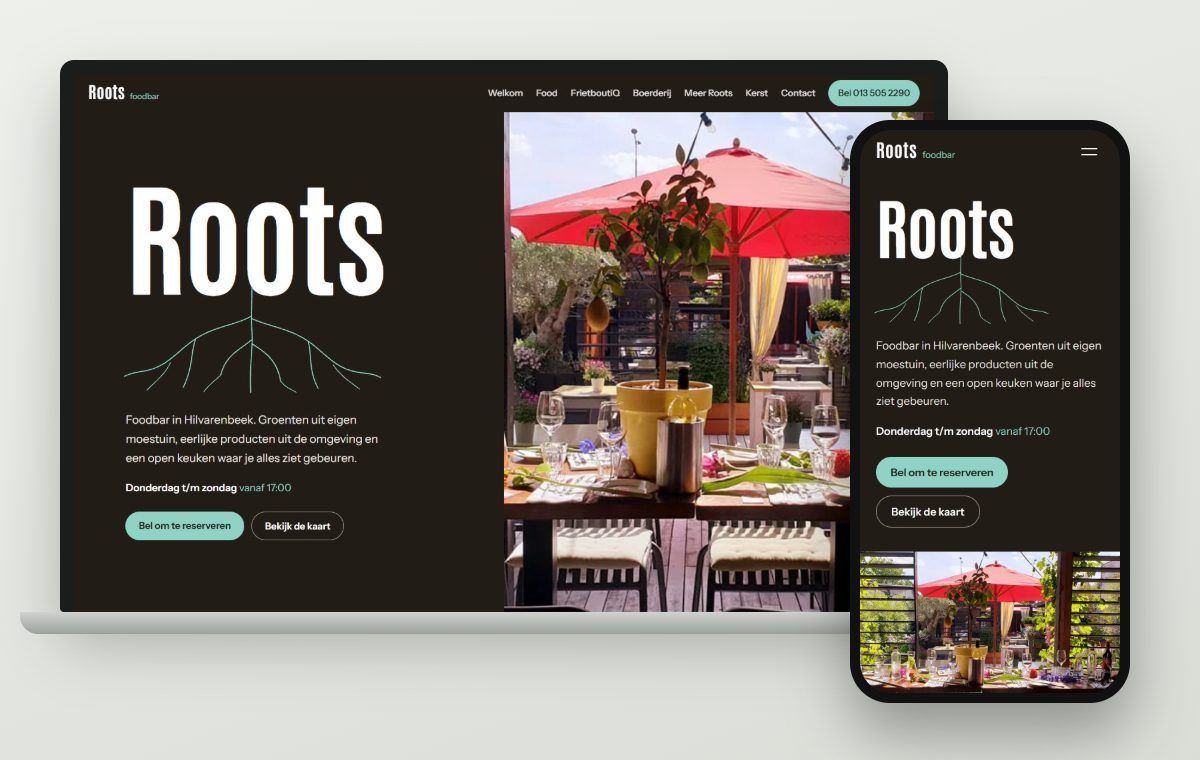 Roots foodbar
Welkom Food FrietboutiQ Boerderij Meer Roots Kerst Contact Bel 013 505 2290
Roots
Foodbar in Hilvarenbeek. Groenten uit eigen
moestuin, eerlijke producten uit de omgeving en
een open keuken waar je alles ziet gebeuren.
Donderdag t/m zondag vanaf 17:00
Bel om te reserveren Bekijk de kaart
Roots foodbar
Roots
Foodbar in Hilvarenbeek. Groenten uit eigen
moestuin, eerlijke producten uit de
omgeving en een open keuken waar je alles
ziet gebeuren.
Donderdag t/m zondag vanaf 17:00
Bel om te reserveren
Bekijk de kaart